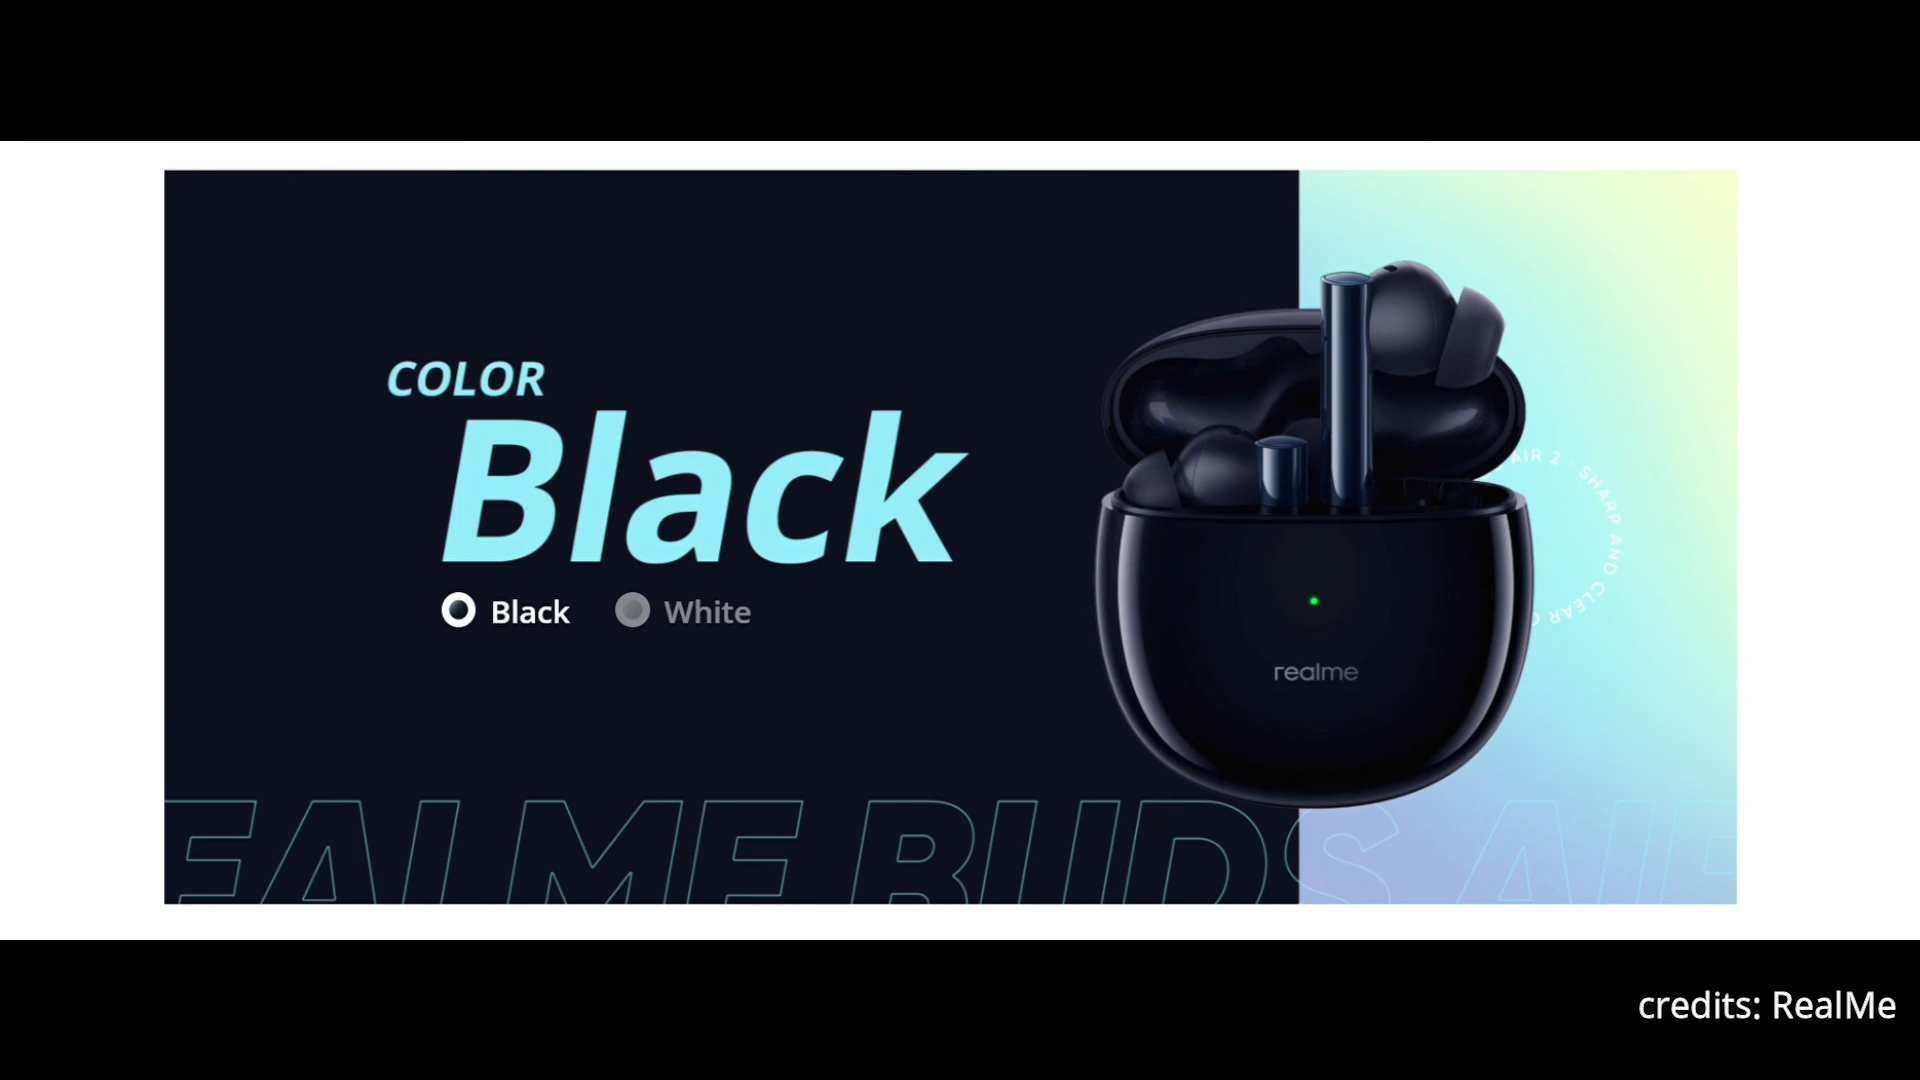 COLOR
Black
Black
White
AIR 2 · SHARP AND CLEAR
realme
EALME BUDS AIR
credits: RealMe